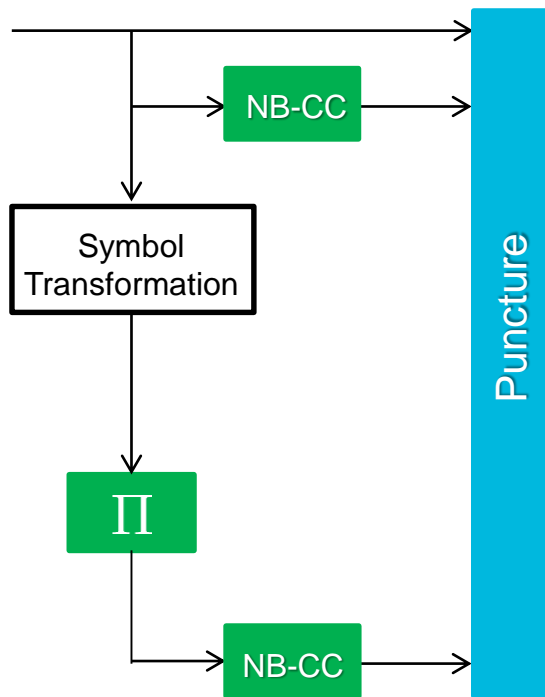 NB-CC
Symbol
Transformation
Puncture
Π
NB-CC